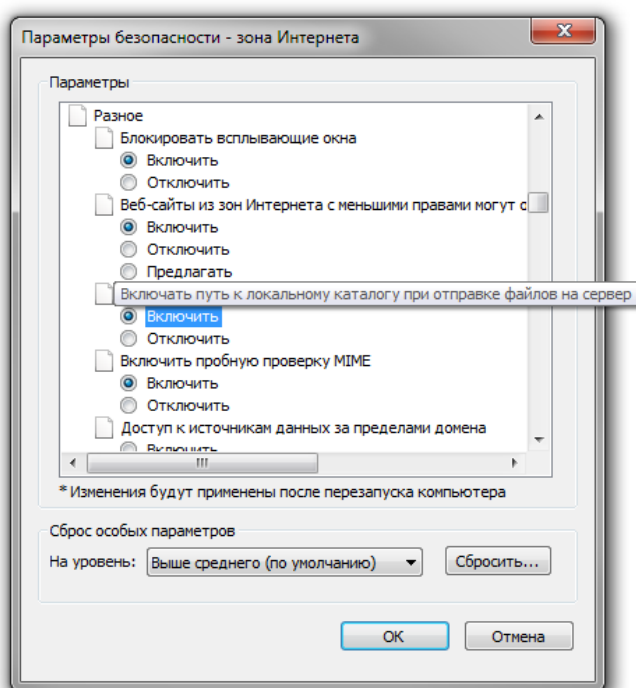 Параметры безопасности - зона Интернета
Параметры
Разное
Блокировать всплывающие окна
Включить
Отключить
Веб-сайты из зон Интернета с меньшими правами могут о
Включить
Отключить
Предлагать
Включать путь к локальному каталогу при отправке файлов на сервер
Включить
Отключить
Включить пробную проверку MIME
Включить
Отключить
Доступ к источникам данных за пределами домена
Включить
*Изменения будут применены после перезапуска компьютера
Сброс особых параметров
На уровень: Выше среднего (по умолчанию) Сбросить...
ОК Отмена